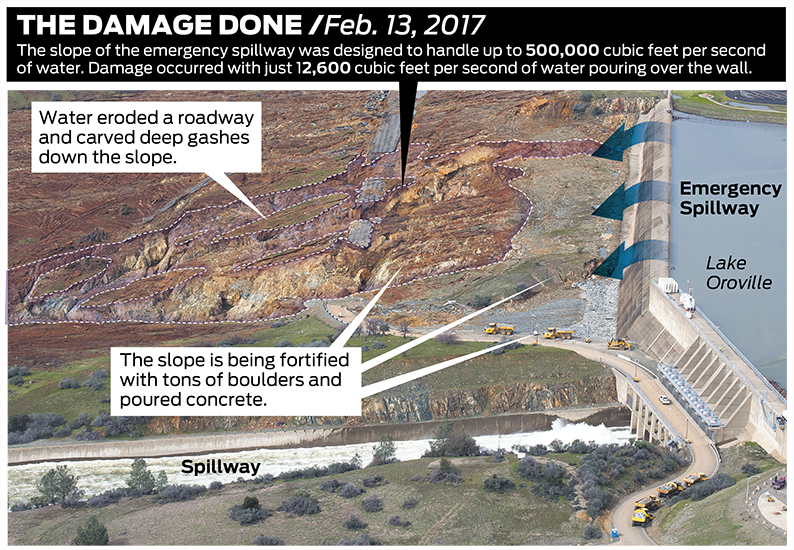 THE DAMAGE DONE /Feb. 13, 2017
The slope of the emergency spillway was designed to handle up to 500,000 cubic feet per second
of water. Damage occurred with just 12,600 cubic feet per second of water pouring over the wall.
Water eroded a roadway
and carved deep gashes
down the slope.
Emergency
Spillway
Lake
Oroville
The slope is being fortified
with tons of boulders and
poured concrete.
Spillway